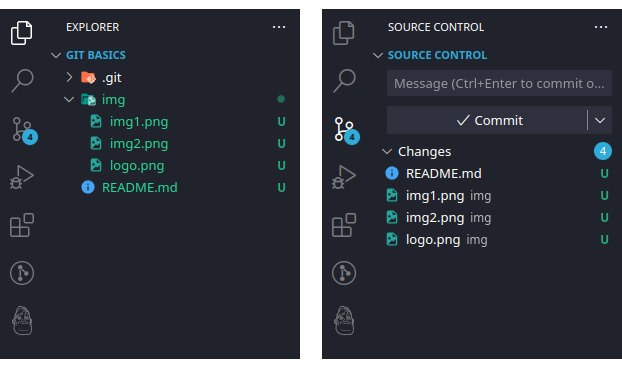 EXPLORER
GIT BASICS
.git
img
img1.png U
img2.png U
logo.png U
README.md U
4
SOURCE CONTROL
SOURCE CONTROL
Message (Ctrl+Enter to commit o...
Commit
Changes 4
README.md U
img1.png img U
img2.png img U
logo.png img U
4